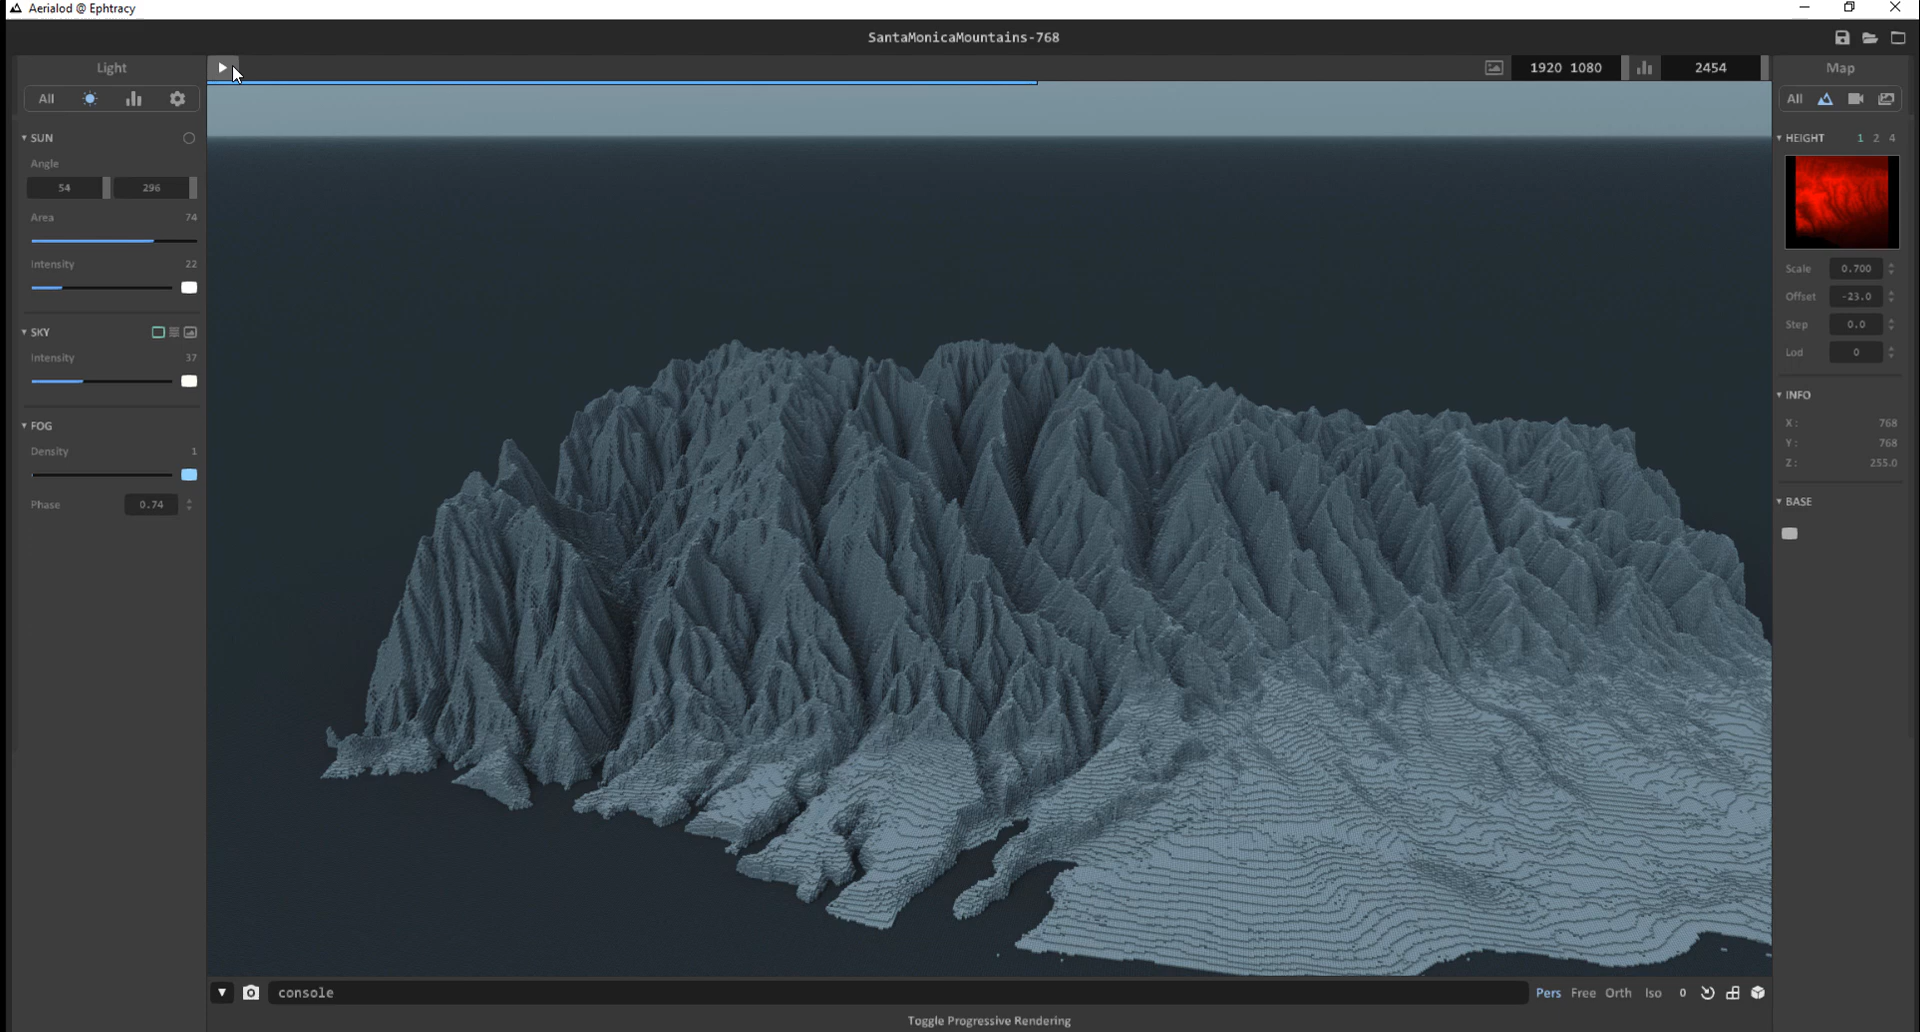 Aerialod @ Ephtracy
SantaMonicaMountains-768
Light
1920 1080
2454
Map
All
All
SUN
HEIGHT 1 2 4
Angle
54 296
Area 74
Intensity 22
Scale 0.700
Offset -23.0
Step 0.0
Lod 0
SKY
Intensity 37
INFO
X: 768
Y: 768
Z: 255.0
FOG
Density 1
Phase 0.74
BASE
console
Pers Free Orth Iso 0
Toggle Progressive Rendering